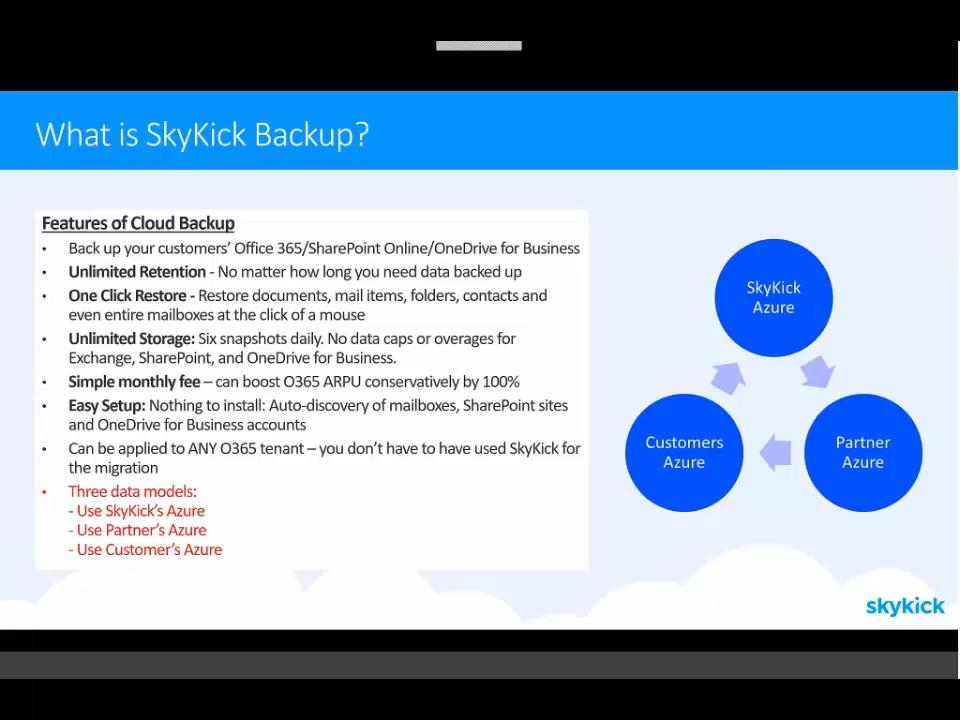 What is SkyKick Backup?
Features of Cloud Backup
• Back up your customers’ Office 365/SharePoint Online/OneDrive for Business
• Unlimited Retention - No matter how long you need data backed up
• One Click Restore - Restore documents, mail items, folders, contacts and
even entire mailboxes at the click of a mouse
• Unlimited Storage: Six snapshots daily. No data caps or overages for
Exchange, SharePoint, and OneDrive for Business.
• Simple monthly fee – can boost O365 ARPU conservatively by 100%
• Easy Setup: Nothing to install: Auto-discovery of mailboxes, SharePoint sites
and OneDrive for Business accounts
• Can be applied to ANY O365 tenant – you don’t have to have used SkyKick for
the migration
• Three data models:
- Use SkyKick’s Azure
- Use Partner’s Azure
- Use Customer’s Azure
SkyKick
Azure
Partner
Azure
Customers
Azure
skykick